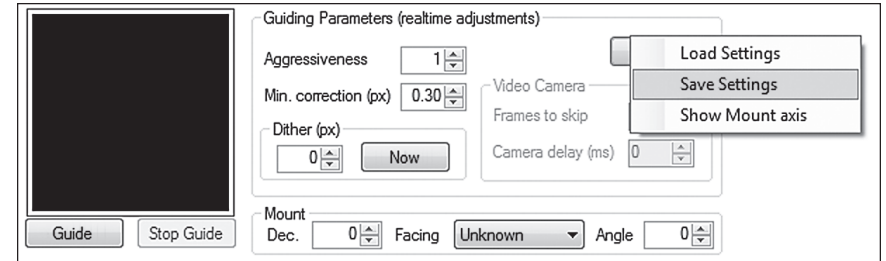 Guiding Parameters (realtime adjustments)
Aggressiveness 1
Load Settings
Save Settings
Show Mount axis
Min. correction (px) 0.30
Video Camera
Frames to skip
Camera delay (ms) 0
Dither (px)
0 Now
Guide Stop Guide
Mount
Dec. 0 Facing Unknown Angle 0